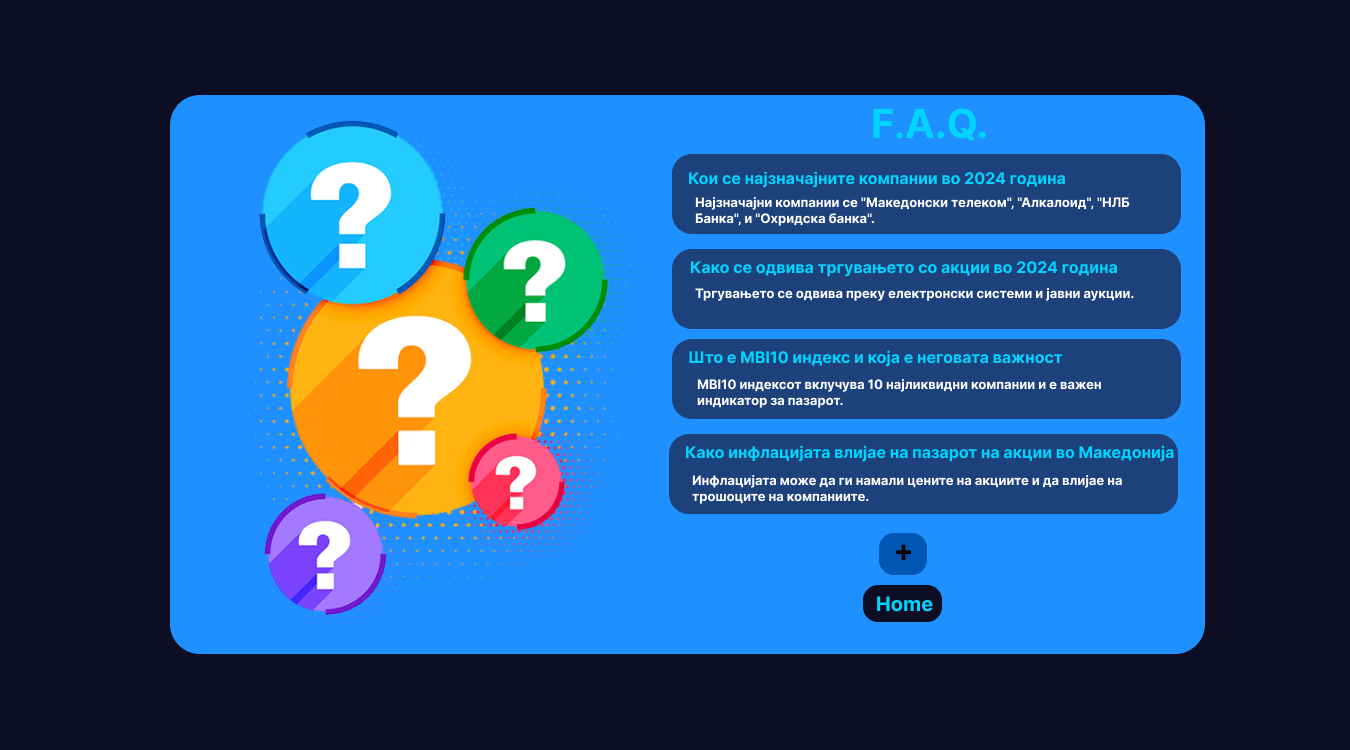 F.A.Q.
Кои се најзначајните компании во 2024 година
Најзначајни компании се "Македонски телеком", "Алкалоид", "НЛБ
Банка", и "Охридска банка".
Како се одвива тргувањето со акции во 2024 година
Тргувањето се одвива преку електронски системи и јавни аукции.
Што е МBI10 индекс и која е неговата важност
МBI10 индексот вклучува 10 најликвидни компании и е важен
индикатор за пазарот.
Како инфлацијата влијае на пазарот на акции во Македонија
Инфлацијата може да ги намали цените на акциите и да влијае на
трошоците на компаниите.
+
Home
?
?
?
?
?